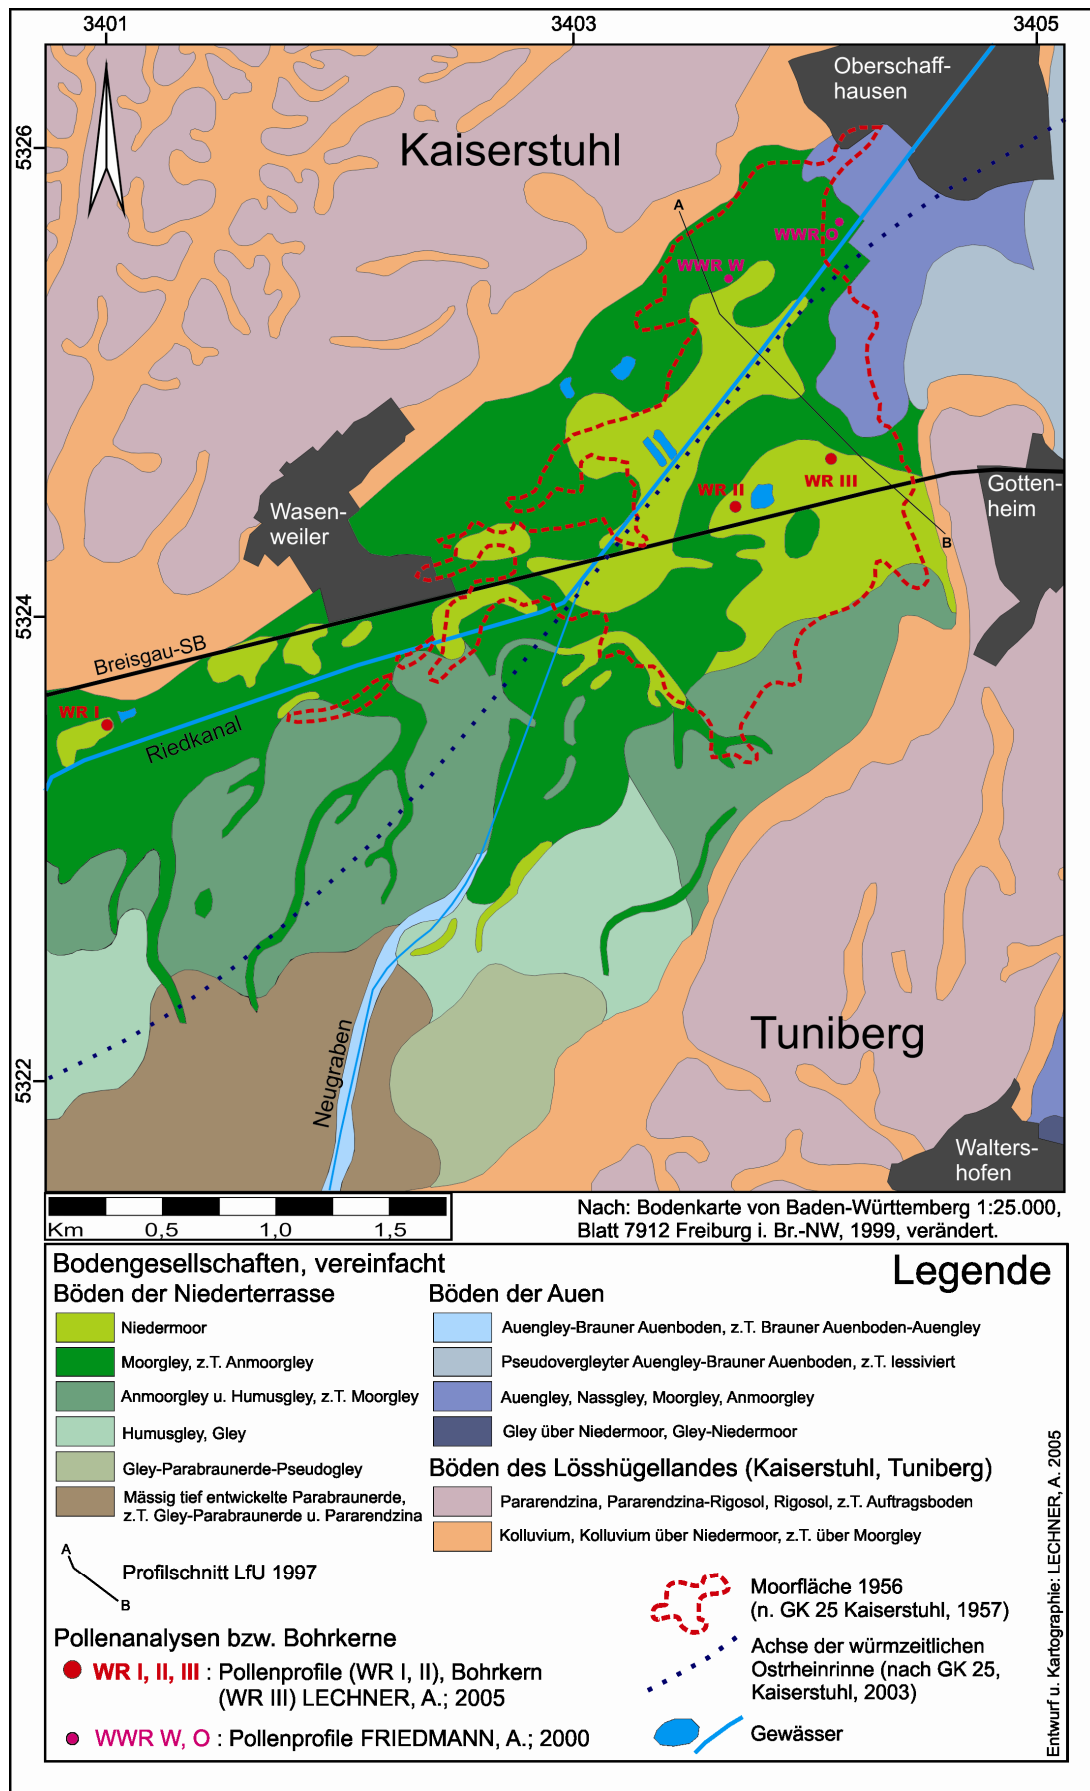 3401
3403
3405
5326
5324
5322
Oberschaff-
hausen
Kaiserstuhl
A
WWR O
WWR W
Wasen-
weiler
WR III
WR II
Gotten-
heim
B
Breisgau-SB
WR I
Riedkanal
Neugraben
Tuniberg
Walters-
hofen
Km
0,5
1,0
1,5
Nach: Bodenkarte von Baden-Württemberg 1:25.000,
Blatt 7912 Freiburg i. Br.-NW, 1999, verändert.
Bodengesellschaften, vereinfacht
Legende
Böden der Niederterrasse
Niedermoor
Moorgley, z.T. Anmoorgley
Anmoorgley u. Humusgley, z.T. Moorgley
Humusgley, Gley
Gley-Parabraunerde-Pseudogley
Mässig tief entwickelte Parabraunerde,
z.T. Gley-Parabraunerde u. Pararendzina
Böden der Auen
Auengley-Brauner Auenboden, z.T. Brauner Auenboden-Auengley
Pseudovergleyter Auengley-Brauner Auenboden, z.T. lessiviert
Auengley, Nassgley, Moorgley, Anmoorgley
Gley über Niedermoor, Gley-Niedermoor
Böden des Lösshügellandes (Kaiserstuhl, Tuniberg)
Pararendzina, Pararendzina-Rigosol, Rigosol, z.T. Auftragsboden
Kolluvium, Kolluvium über Niedermoor, z.T. über Moorgley
A
B
Profilschnitt LfU 1997
Pollenanalysen bzw. Bohrkerne
WR I, II, III : Pollenprofile (WR I, II), Bohrkern
(WR III) LECHNER, A.; 2005
WWR W, O : Pollenprofile FRIEDMANN, A.; 2000
Moorfläche 1956
(n. GK 25 Kaiserstuhl, 1957)
Achse der würmzeitlichen
Ostrheinrinne (nach GK 25,
Kaiserstuhl, 2003)
Gewässer
Entwurf u. Kartographie: LECHNER, A. 2005